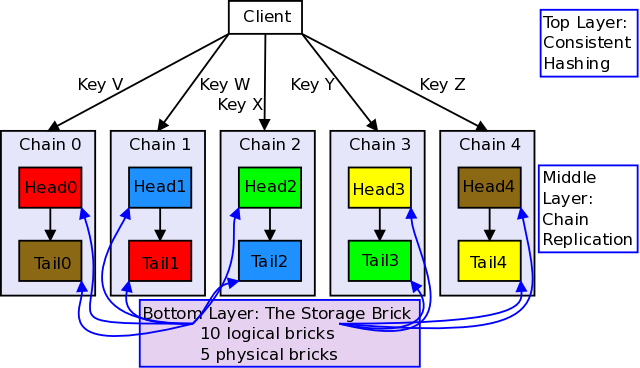 Client
Top Layer:
Consistent
Hashing
Key V
Key W
Key X
Key Y
Key Z
Chain 0
Chain 1
Chain 2
Chain 3
Chain 4
Head0
Head1
Head2
Head3
Head4
Middle
Layer:
Chain
Replication
Tail0
Tail1
Tail2
Tail3
Tail4
Bottom Layer: The Storage Brick
10 logical bricks
5 physical bricks